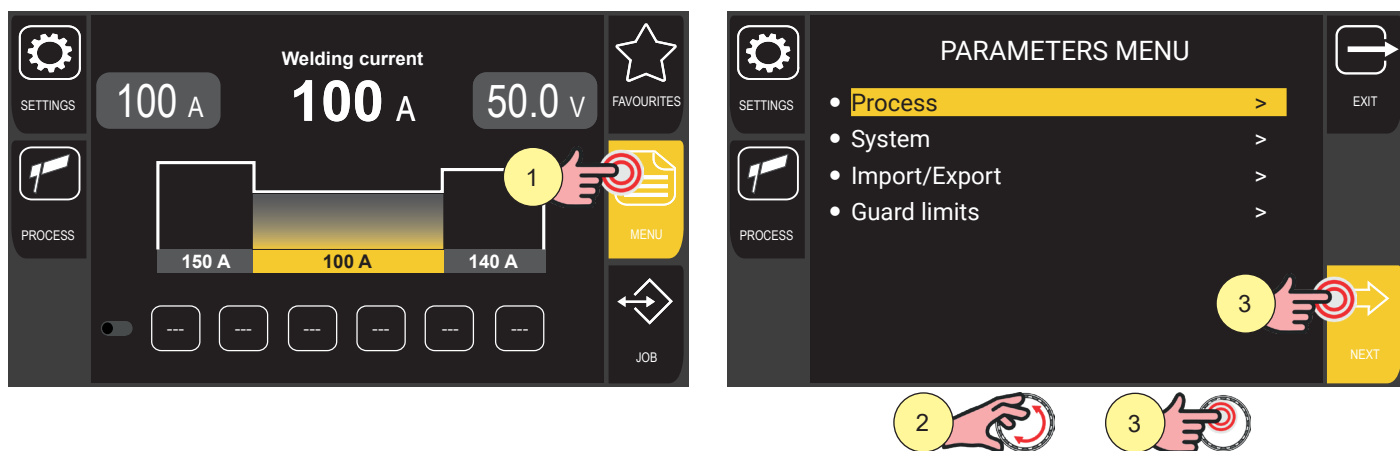 Welding current
100 A
100 A
50.0 V
SETTINGS
FAVOURITES
PROCESS
1
MENU
150 A
100 A
140 A
---
---
---
---
---
---
JOB
PARAMETERS MENU
SETTINGS
EXIT
Process >
System >
Import/Export >
Guard limits >
PROCESS
3
NEXT
2
3